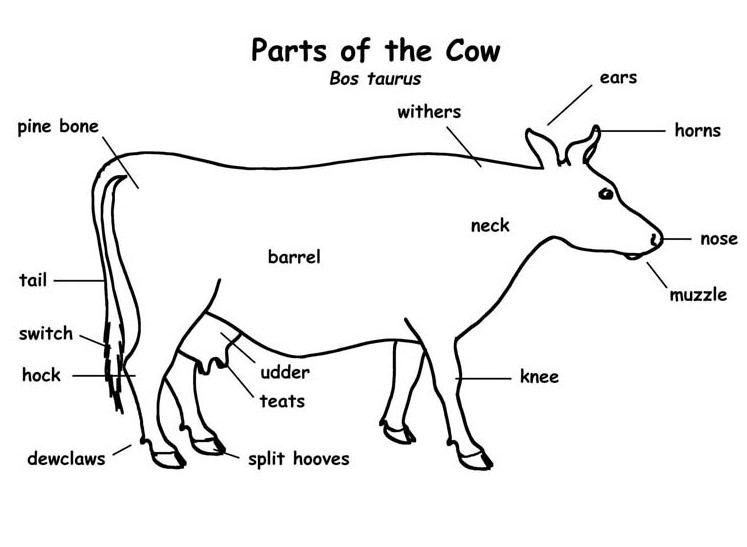 Parts of the Cow
Bos taurus
ears
withers
pine bone
horns
neck
nose
barrel
tail
muzzle
switch
hock
udder
knee
teats
dewclaws
split hooves